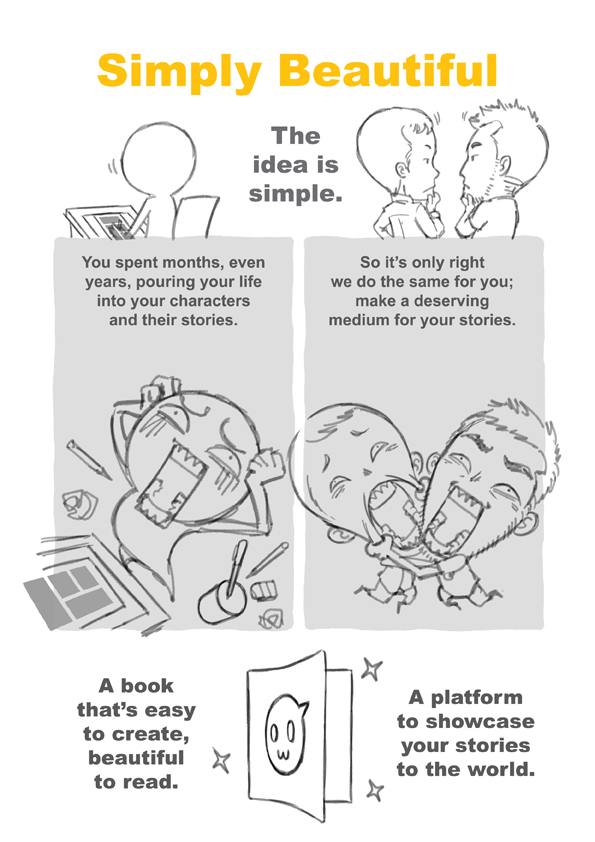 Simply Beautiful
The
idea is
simple.
You spent months, even
years, pouring your life
into your characters
and their stories.
So it’s only right
we do the same for you;
make a deserving
medium for your stories.
A book
that’s easy
to create,
beautiful
to read.
A platform
to showcase
your stories
to the world.